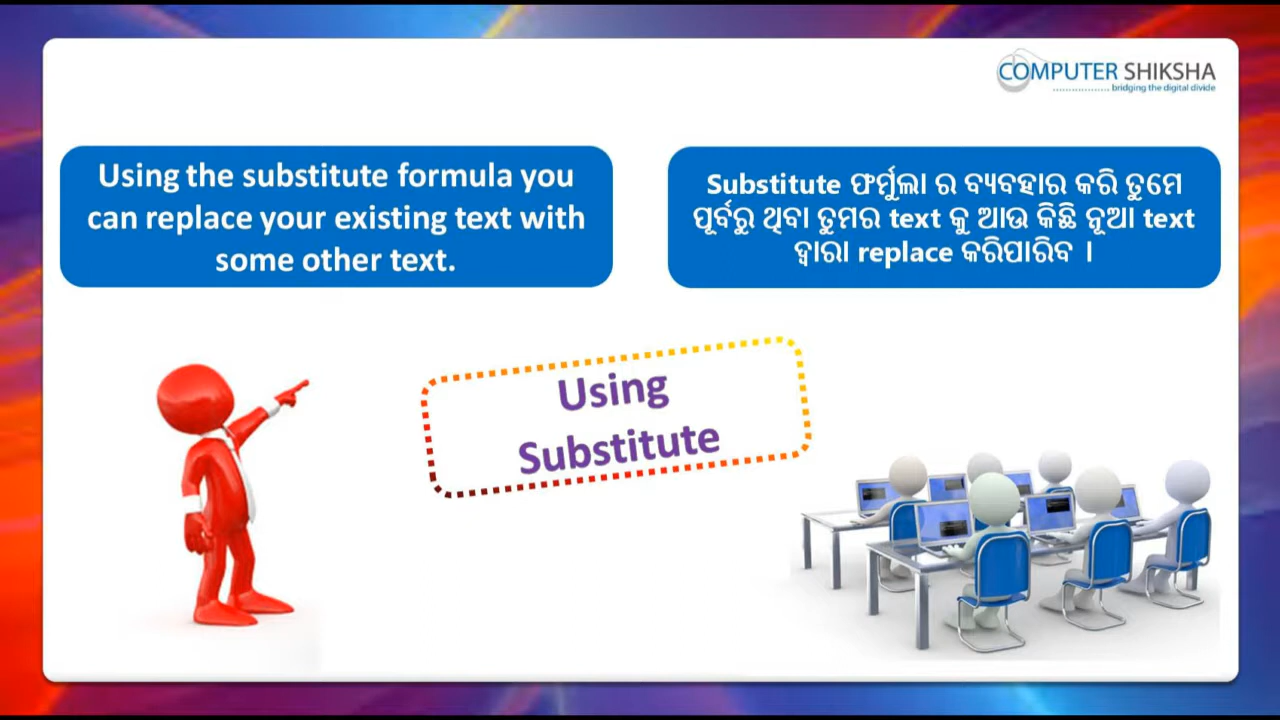 COMPUTER SHIKSHA
bridging the digital divide
Using the substitute formula you
can replace your existing text with
some other text.
Substitute ଫର୍ମୁଲା ର ବ୍ୟବହାର କରି ତୁମେ
ପୂର୍ବରୁ ଥିବା ତୁମର text କୁ ଆଉ କିଛି ନୂଆ text
ଦ୍ୱାରା replace କରିପାରିବ ।
Using
Substitute